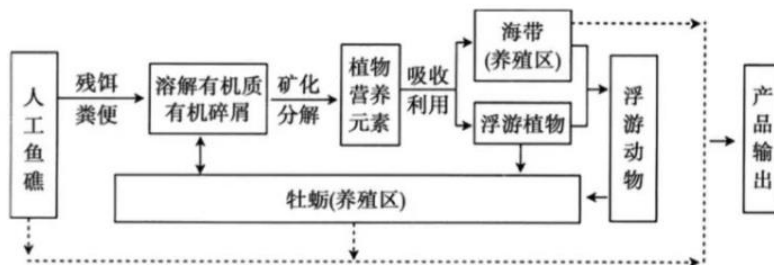 人工鱼礁
残饵
粪便
溶解有机质
有机碎屑
矿化
分解
植物
营养
元素
吸收
利用
海带
(养殖区)
浮游植物
浮游动物
产品输出
牡蛎(养殖区)